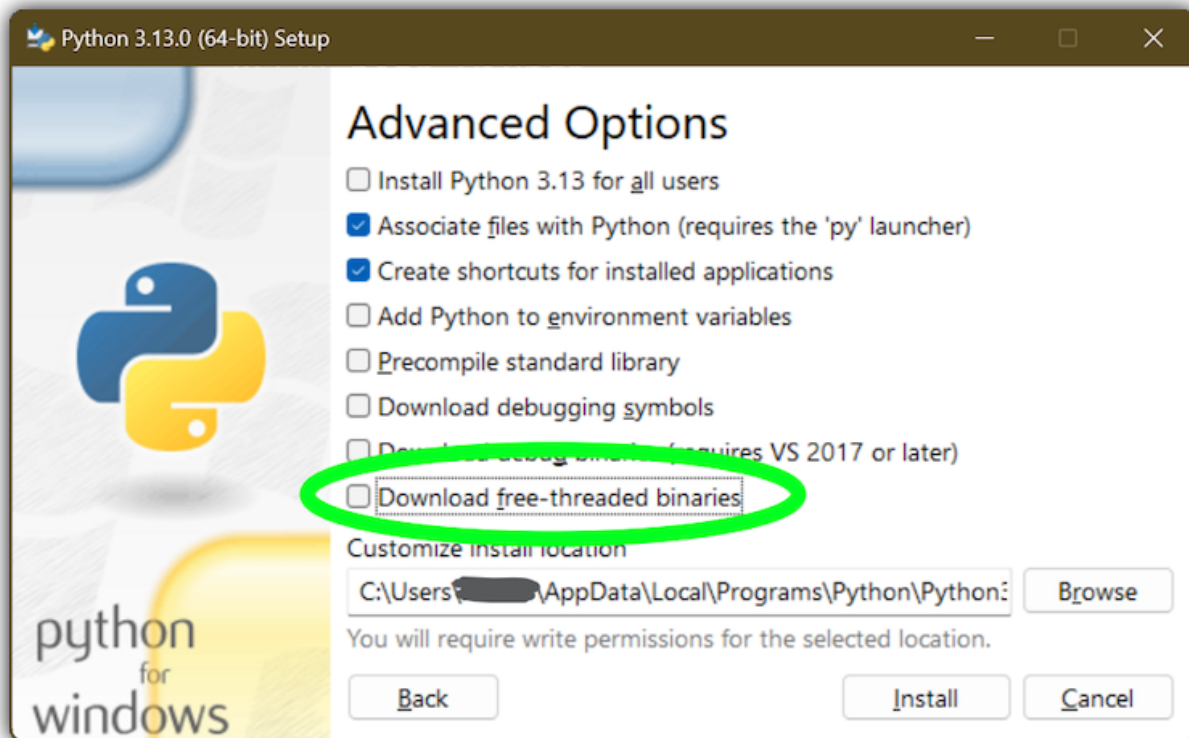 Python 3.13.0 (64-bit) Setup
Advanced Options
Install Python 3.13 for all users
Associate files with Python (requires the 'py' launcher)
Create shortcuts for installed applications
Add Python to environment variables
Precompile standard library
Download debugging symbols
Download debug binaries (requires VS 2017 or later)
Download free-threaded binaries
Customize install location
C:\Users\ \AppData\Local\Programs\Python\Python3
Browse
You will require write permissions for the selected location.
python
for
windows
Back
Install
Cancel